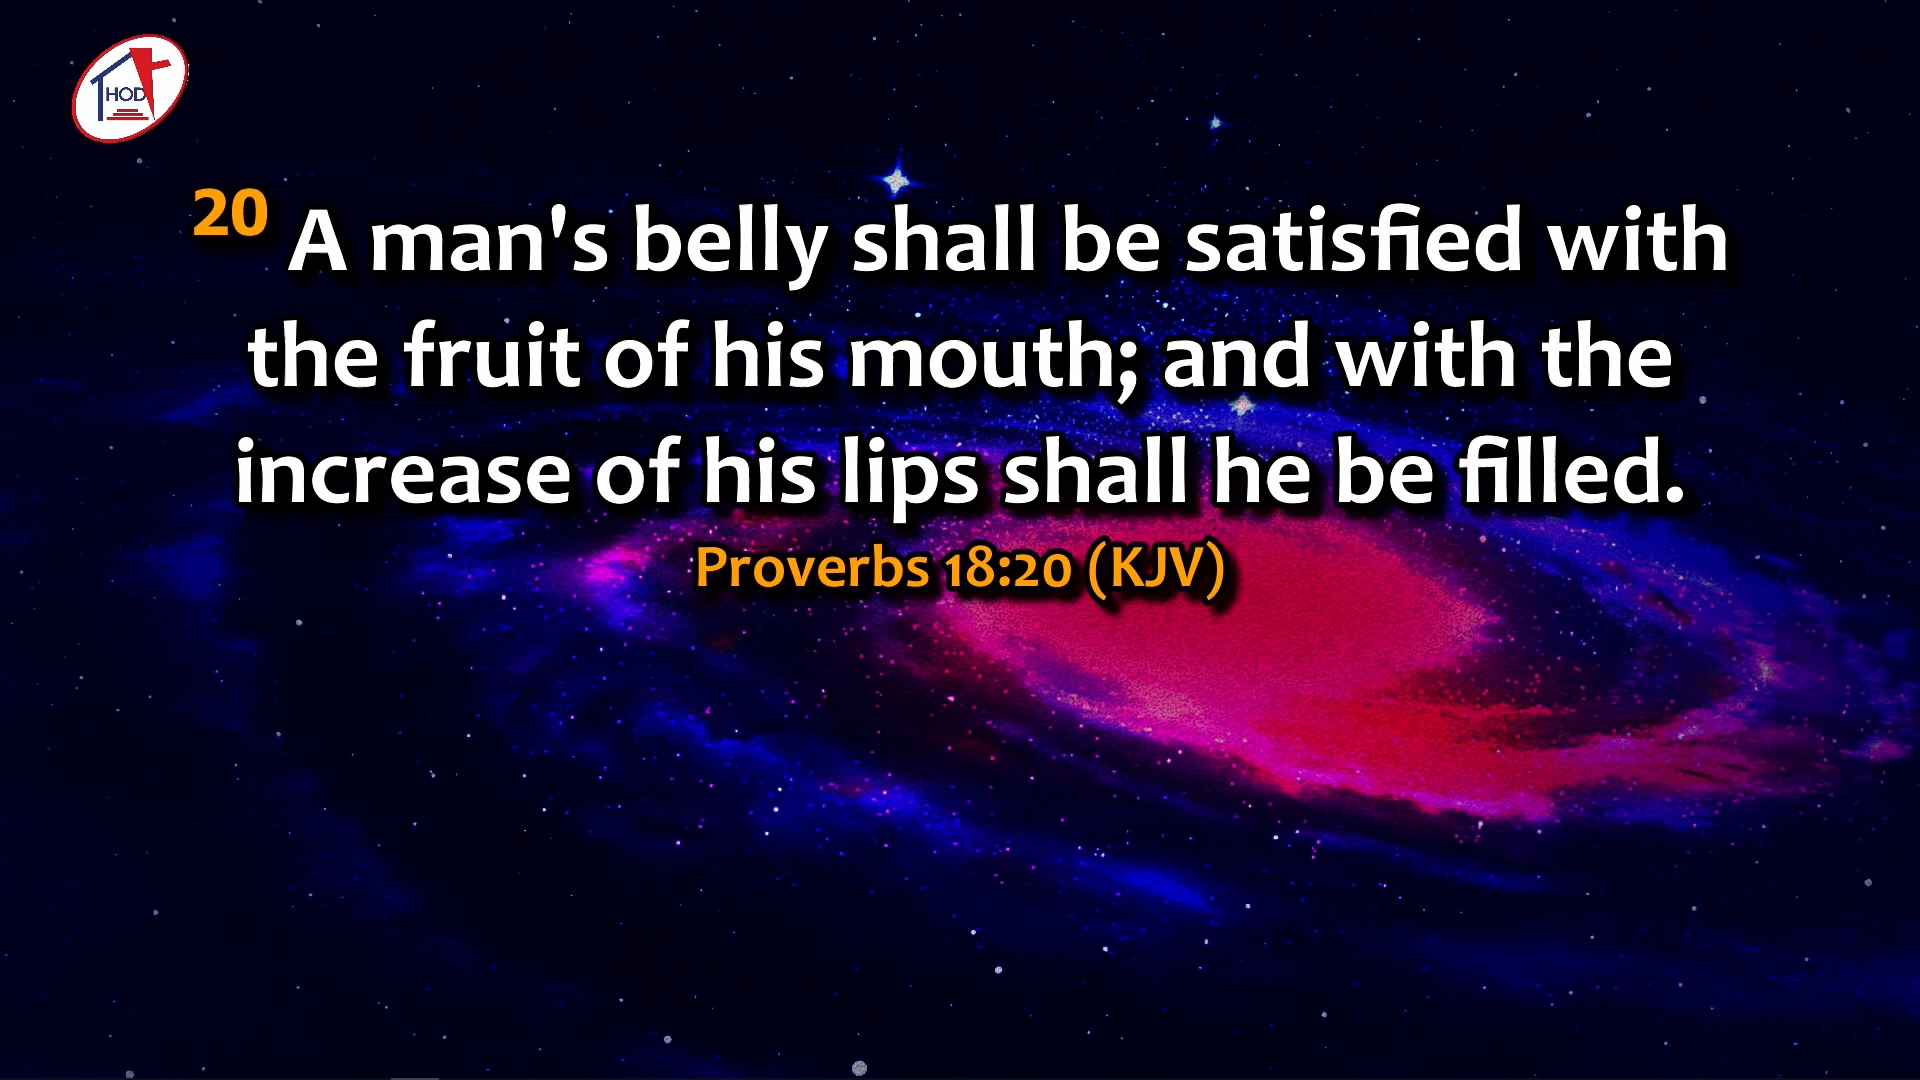 HOD
20 A man's belly shall be satisfied with
the fruit of his mouth; and with the
increase of his lips shall he be filled.
Proverbs 18:20 (KJV)